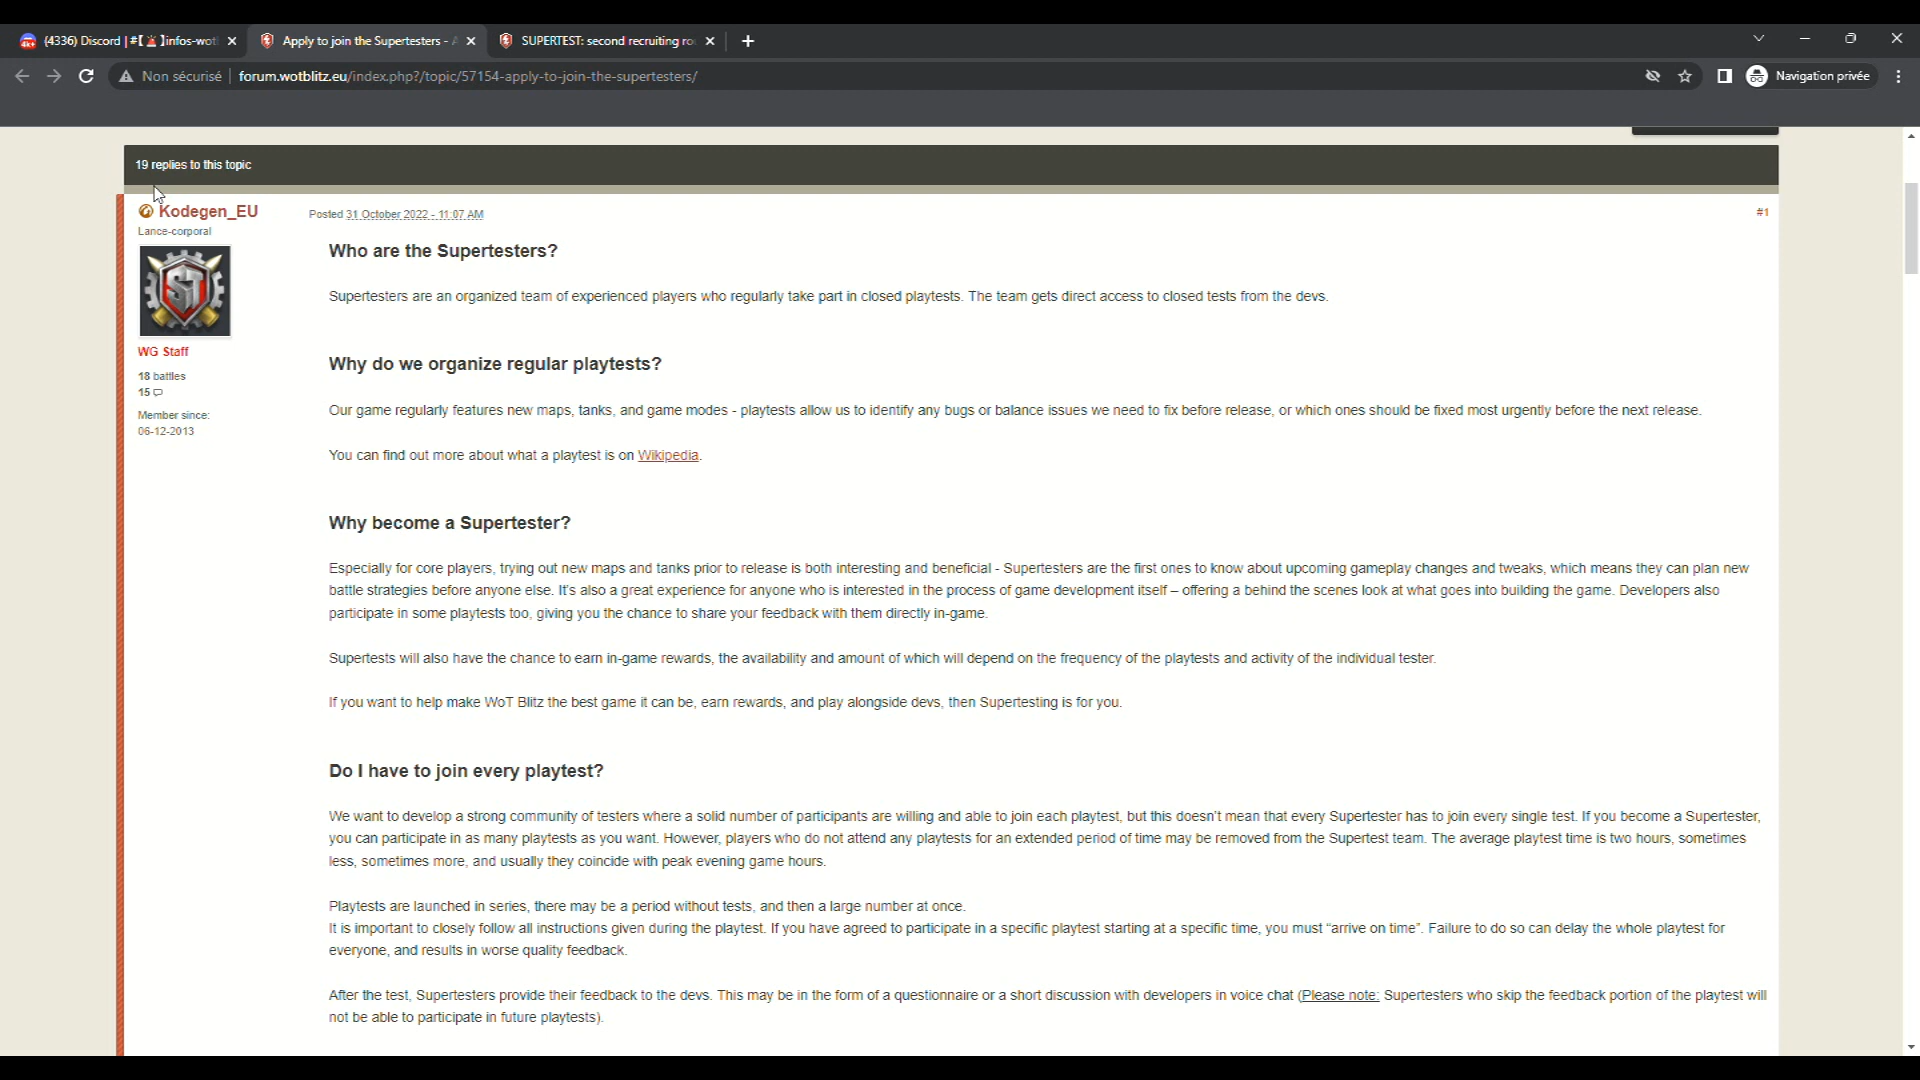 (4336) Discord | #【🚨】infos-wot
Apply to join the Supertesters -
SUPERTEST: second recruiting ro
Non sécurisé
forum.wotblitz.eu/index.php?/topic/57154-apply-to-join-the-supertesters/
Navigation privée
19 replies to this topic
Kodegen_EU
Posted 31 October 2022 - 11:07 AM
#1
Lance-corporal
ST
WG Staff
18 battles
15
Member since:
06-12-2013
Who are the Supertesters?
Supertesters are an organized team of experienced players who regularly take part in closed playtests. The team gets direct access to closed tests from the devs.
Why do we organize regular playtests?
Our game regularly features new maps, tanks, and game modes - playtests allow us to identify any bugs or balance issues we need to fix before release, or which ones should be fixed most urgently before the next release.
You can find out more about what a playtest is on Wikipedia.
Why become a Supertester?
Especially for core players, trying out new maps and tanks prior to release is both interesting and beneficial - Supertesters are the first ones to know about upcoming gameplay changes and tweaks, which means they can plan new
battle strategies before anyone else. It's also a great experience for anyone who is interested in the process of game development itself – offering a behind the scenes look at what goes into building the game. Developers also
participate in some playtests too, giving you the chance to share your feedback with them directly in-game.
Supertests will also have the chance to earn in-game rewards, the availability and amount of which will depend on the frequency of the playtests and activity of the individual tester.
If you want to help make WoT Blitz the best game it can be, earn rewards, and play alongside devs, then Supertesting is for you.
Do I have to join every playtest?
We want to develop a strong community of testers where a solid number of participants are willing and able to join each playtest, but this doesn't mean that every Supertester has to join every single test. If you become a Supertester,
you can participate in as many playtests as you want. However, players who do not attend any playtests for an extended period of time may be removed from the Supertest team. The average playtest time is two hours, sometimes
less, sometimes more, and usually they coincide with peak evening game hours.
Playtests are launched in series, there may be a period without tests, and then a large number at once.
It is important to closely follow all instructions given during the playtest. If you have agreed to participate in a specific playtest starting at a specific time, you must “arrive on time”. Failure to do so can delay the whole playtest for
everyone, and results in worse quality feedback.
After the test, Supertesters provide their feedback to the devs. This may be in the form of a questionnaire or a short discussion with developers in voice chat (Please note: Supertesters who skip the feedback portion of the playtest will
not be able to participate in future playtests).